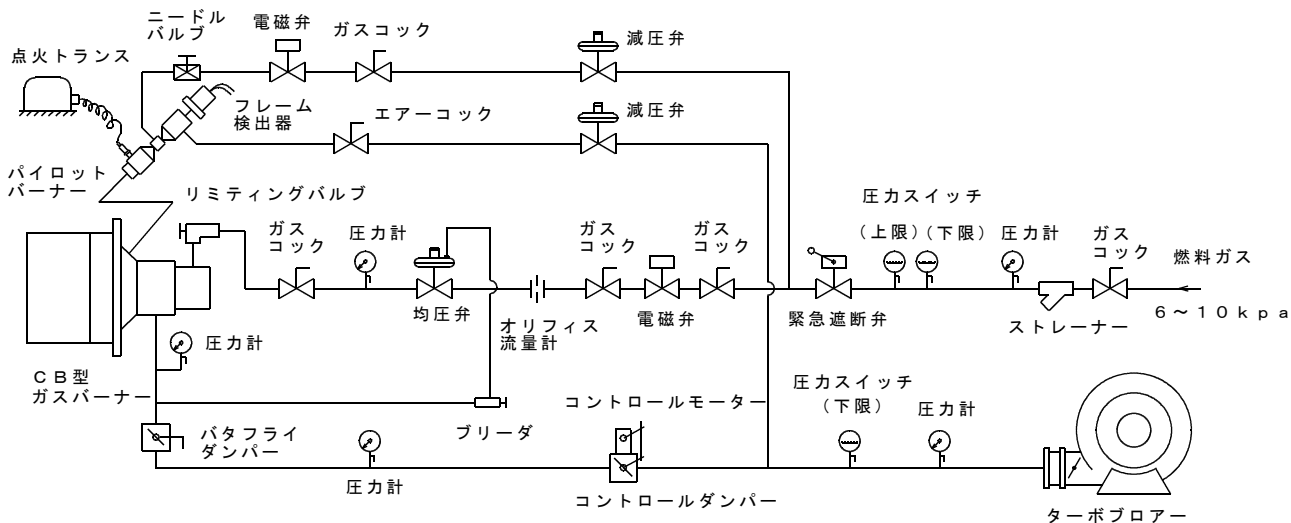 ニードル
バルブ
電磁弁
ガスコック
減圧弁
点火トランス
フレーム
検出器
エアーコック
減圧弁
パイロット
バーナー
リミティングバルブ
ガス
コック
圧力計
均圧弁
オリフィス
流量計
ガス
コック
電磁弁
ガス
コック
緊急遮断弁
圧力スイッチ
(上限)
(下限)
圧力計
ストレーナー
ガス
コック
燃料ガス
6~10kpa
圧力計
CB型
ガスバーナー
バタフライ
ダンパー
圧力計
ブリーダ
コントロールモーター
コントロールダンパー
圧力スイッチ
(下限)
圧力計
ターボブロアー